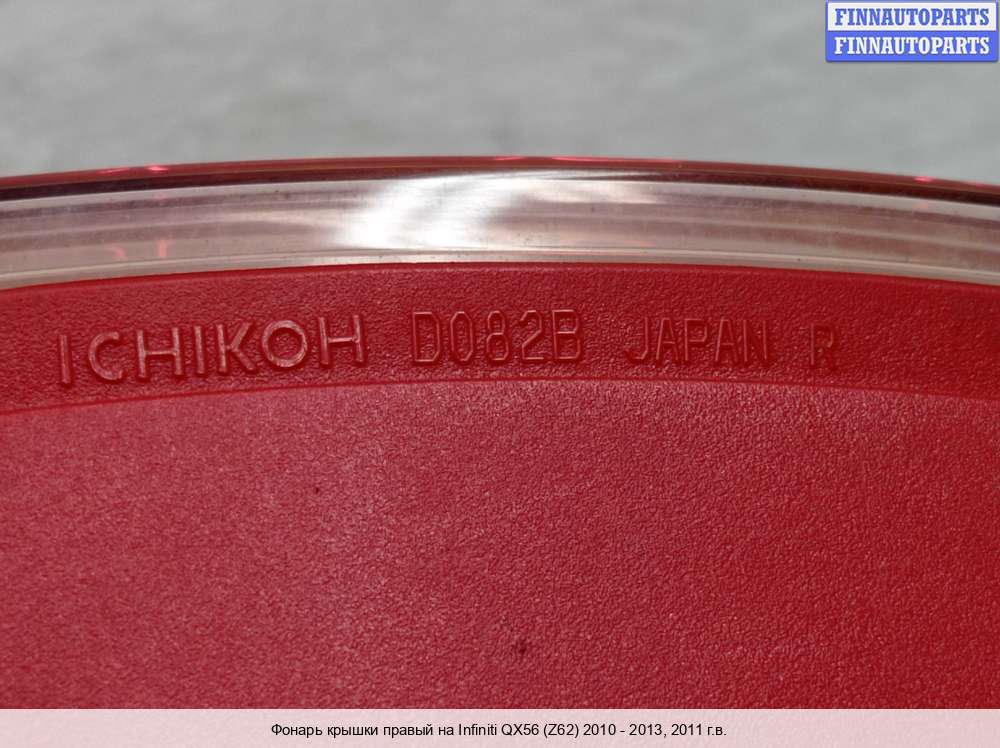 FINNAUTOPARTS
FINNAUTOPARTS
ICHIKOH D082B JAPAN R
Фонарь крышки правый на Infiniti QX56 (Z62) 2010 - 2013, 2011 г.в.